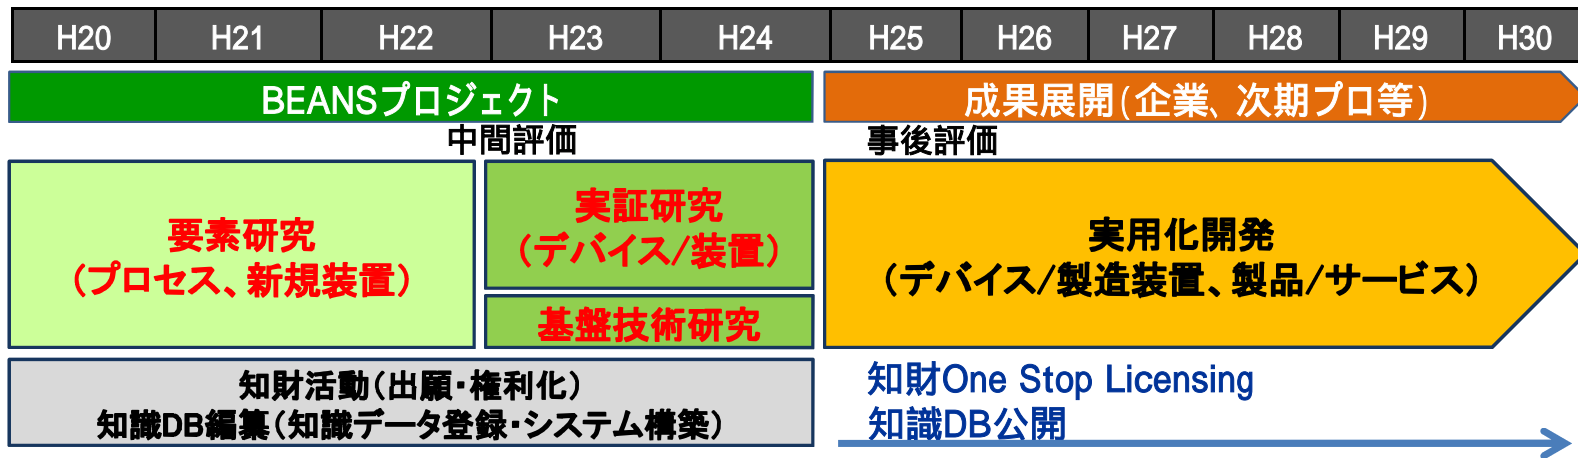 H20 H21 H22 H23 H24 H25 H26 H27 H28 H29 H30
BEANSプロジェクト
成果展開(企業、次期プロ等)
中間評価
事後評価
要素研究
(プロセス、新規装置)
実証研究
(デバイス/装置)
基盤技術研究
実用化開発
(デバイス/製造装置、製品/サービス)
知財活動(出願・権利化)
知識DB編纂(知識データ登録・システム構築)
知財One Stop Licensing
知識DB公開